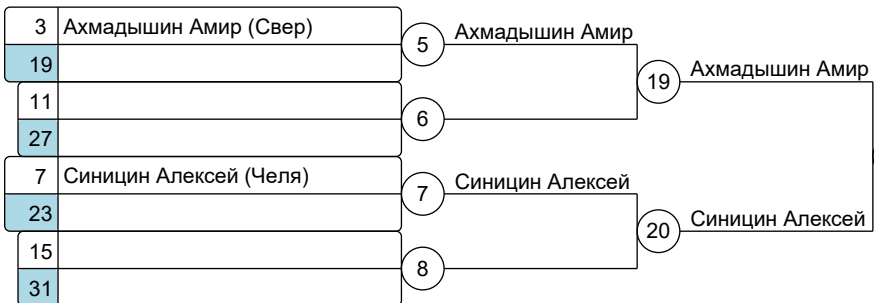 3 Ахмадышин Амир (Свер)
5 Ахмадышин Амир
19
19 Ахмадышин Амир
11
6
27
7 Синицин Алексей (Челя)
7 Синицин Алексей
23
20 Синицин Алексей
15
8
31